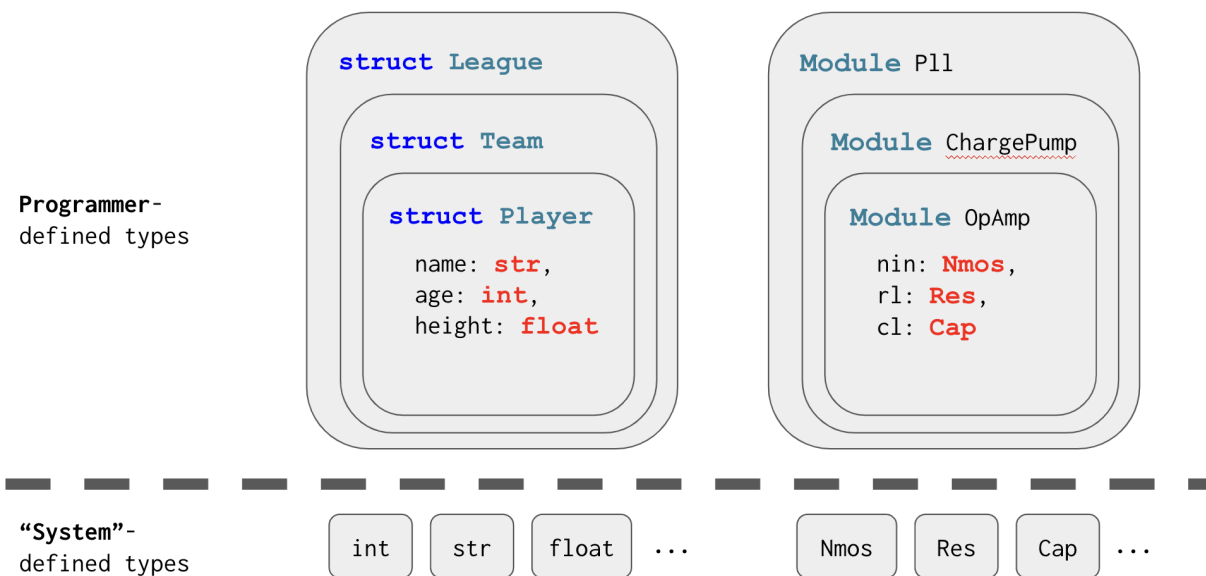 struct League
struct Team
struct Player
name: str,
age: int,
height: float
Module Pll
Module ChargePump
Module OpAmp
nin: Nmos,
rl: Res,
cl: Cap
Programmer-
defined types
“System”-
defined types
int str float ...
Nmos Res Cap ...